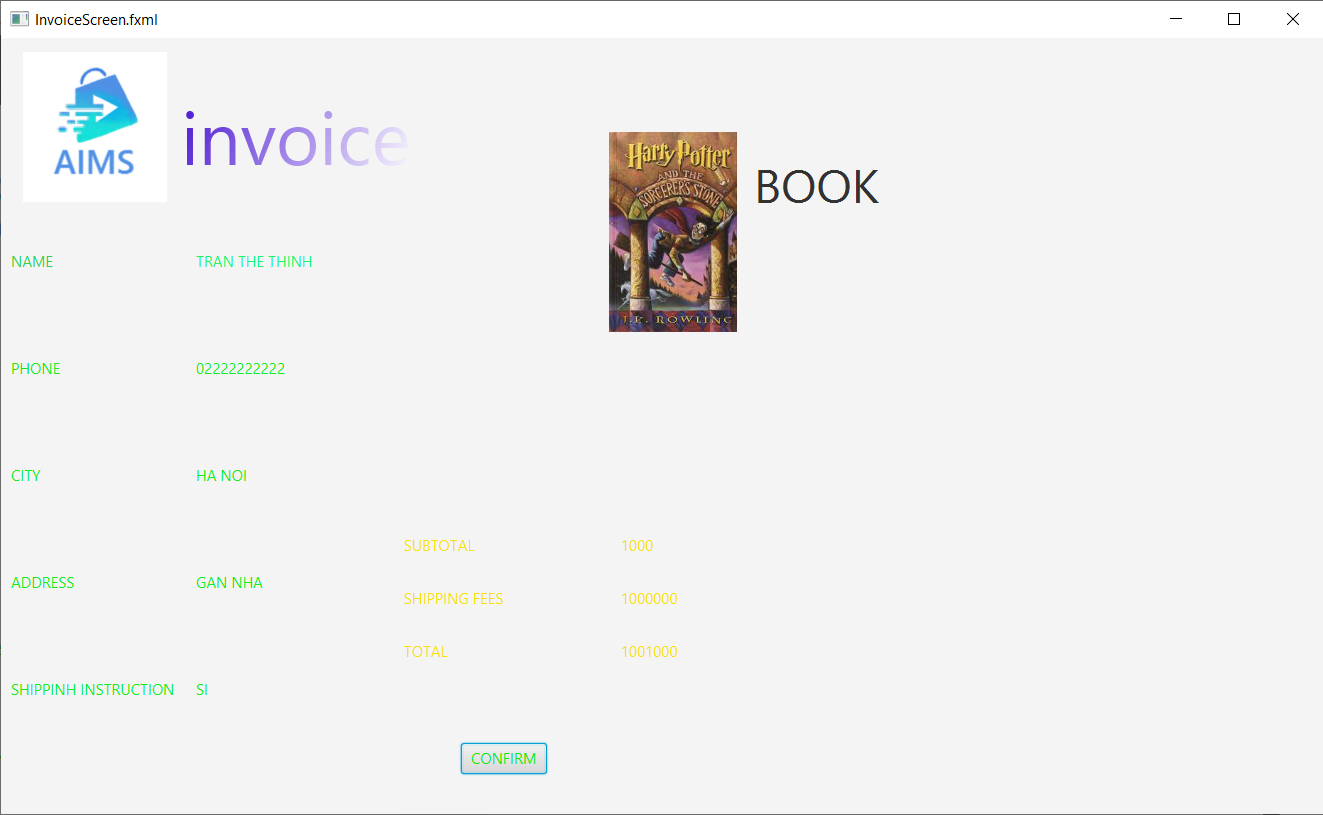 InvoiceScreen.fxml
AIMS
invoice
Harry Potter
AND THE
SORCERER'S STONE
J.K. ROWLING
BOOK
NAME TRAN THE THINH
PHONE 02222222222
CITY HA NOI
SUBTOTAL 1000
ADDRESS GAN NHA
SHIPPING FEES 1000000
TOTAL 1001000
SHIPPINH INSTRUCTION SI
CONFIRM